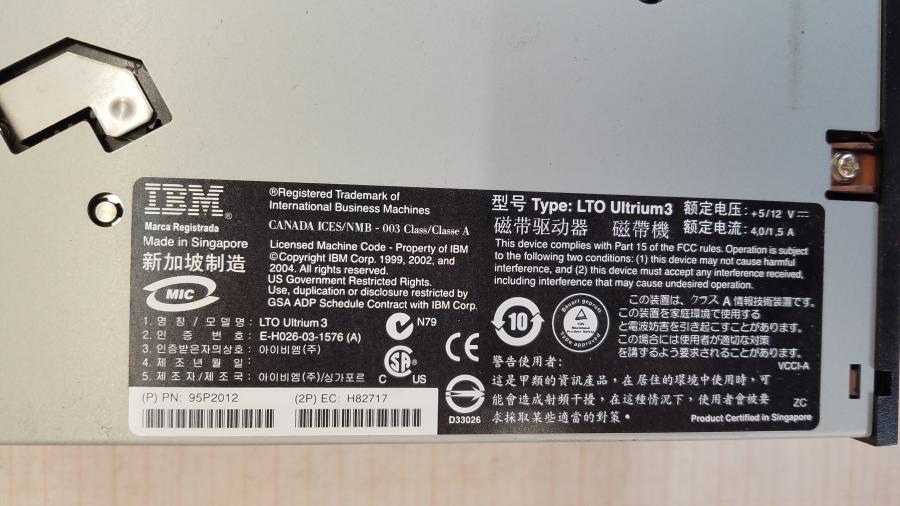 IBM®
Marca Registrada
Made in Singapore
新加坡制造
MIC
®Registered Trademark of
International Business Machines
CANADA ICES/NMB - 003 Class/Classe A
Licensed Machine Code - Property of IBM
©Copyright IBM Corp. 1999, 2002, and
2004. All rights reserved.
US Government Restricted Rights.
Use, duplication or disclosure restricted by
GSA ADP Schedule Contract with IBM Corp.
1. 명 칭 / 모 델 명 : LTO Ultrium 3
2. 인 증 번 호 : E-H026-03-1576 (A)
3. 인증받은자의상호 : 아이비엠(주)
4. 제 조 년 월 일 :
5. 제 조 자 / 제 조 국 : 아이비엠(주)/싱가포르
N79
C US
CE
(P) PN: 95P2012
(2P) EC: H82717
D33026
型号 Type: LTO Ultrium3
额定电压: +5/12 V
磁带驱动器 磁帶機
额定电流: 4,0/1,5 A
This device complies with Part 15 of the FCC rules. Operation is subject
to the following two conditions: (1) this device may not cause harmful
interference, and (2) this device must accept any interference received,
including interference that may cause undesired operation.
10
Bauart geprüft
Type approved
この装置は、クラス A 情報技術装置です。
この装置を家庭環境で使用する
と電波妨害を引き起こすことがあります。
この場合には使用者が適切な対策
を講ずるよう要求されることがあります。
VCCI-A
警告使用者:
這是甲類的資訊產品,在居住的環境中使用時,可
能會造成射頻干擾,在這種情況下,使用者會被要
求採取某些適當的對策。
ZC
Product Certified in Singapore